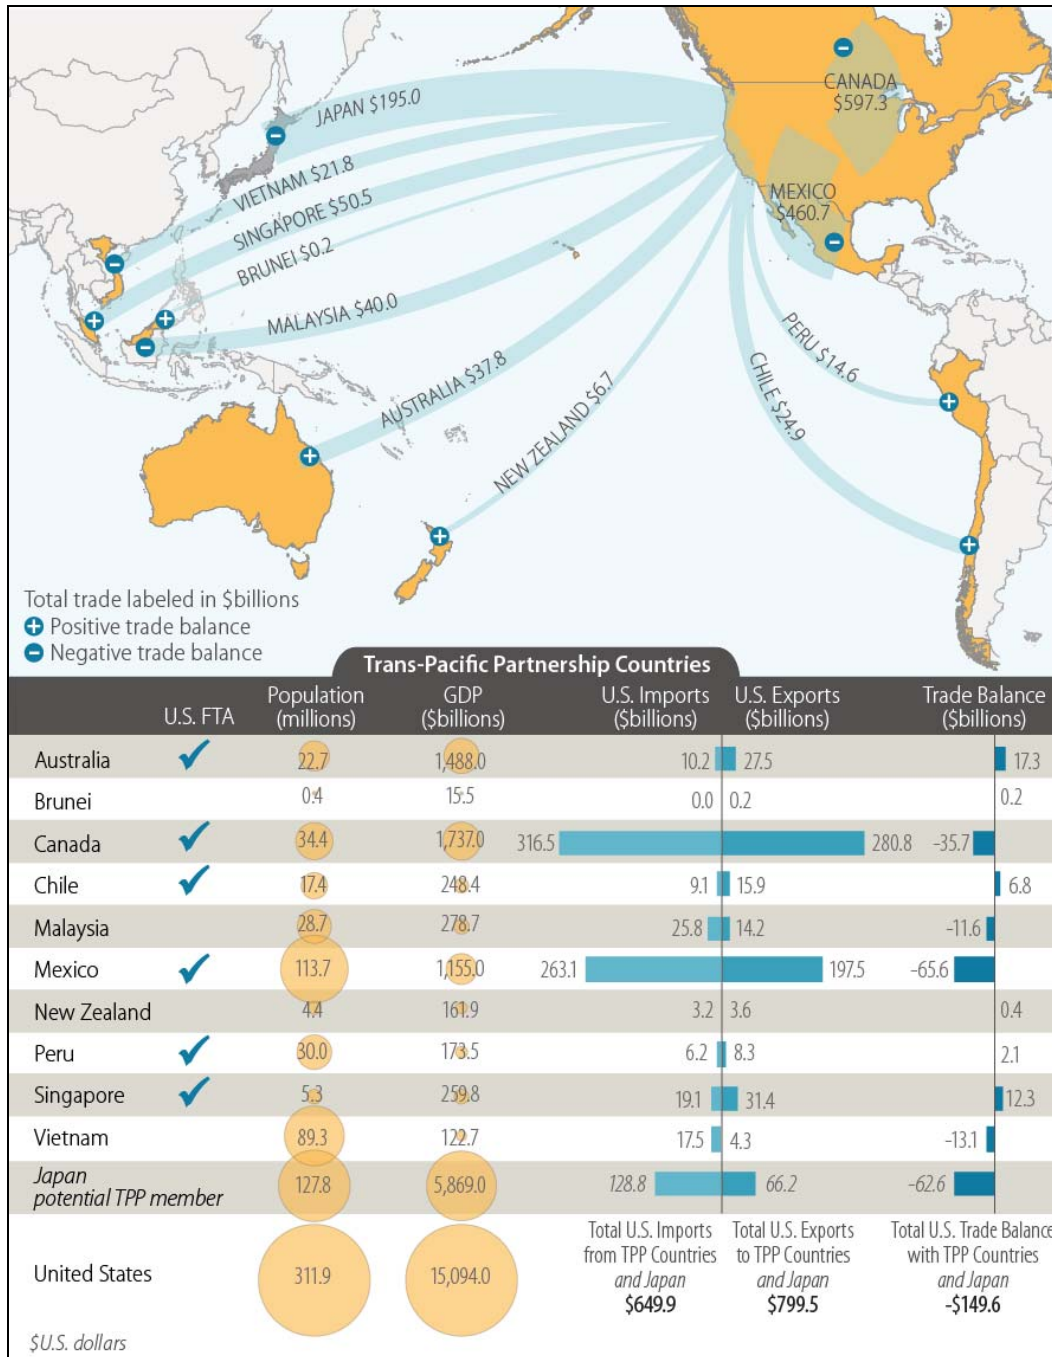 CANADA
$597.3
JAPAN $195.0
VIETNAM $21.8
SINGAPORE $50.5
BRUNEI $0.2
MEXICO
$460.7
MALAYSIA $40.0
PERU $14.6
CHILE $24.9
AUSTRALIA $37.8
NEW ZEALAND $6.7
Total trade labeled in $billions
Positive trade balance
Negative trade balance
Trans-Pacific Partnership Countries
U.S. FTA Population (millions) GDP ($billions) U.S. Imports ($billions) U.S. Exports ($billions) Trade Balance ($billions)
Australia 22.7 1,488.0 10.2 27.5 17.3
Brunei 0.4 15.5 0.0 0.2 0.2
Canada 34.4 1,737.0 316.5 280.8 -35.7
Chile 17.4 248.4 9.1 15.9 6.8
Malaysia 28.7 278.7 25.8 14.2 -11.6
Mexico 113.7 1,155.0 263.1 197.5 -65.6
New Zealand 4.4 161.9 3.2 3.6 0.4
Peru 30.0 173.5 6.2 8.3 2.1
Singapore 5.3 259.8 19.1 31.4 12.3
Vietnam 89.3 122.7 17.5 4.3 -13.1
Japan
potential TPP member 127.8 5,869.0 128.8 66.2 -62.6
United States 311.9 15,094.0
Total U.S. Imports
from TPP Countries
and Japan
$649.9
Total U.S. Exports
to TPP Countries
and Japan
$799.5
Total U.S. Trade Balance
with TPP Countries
and Japan
-$149.6
$U.S. dollars